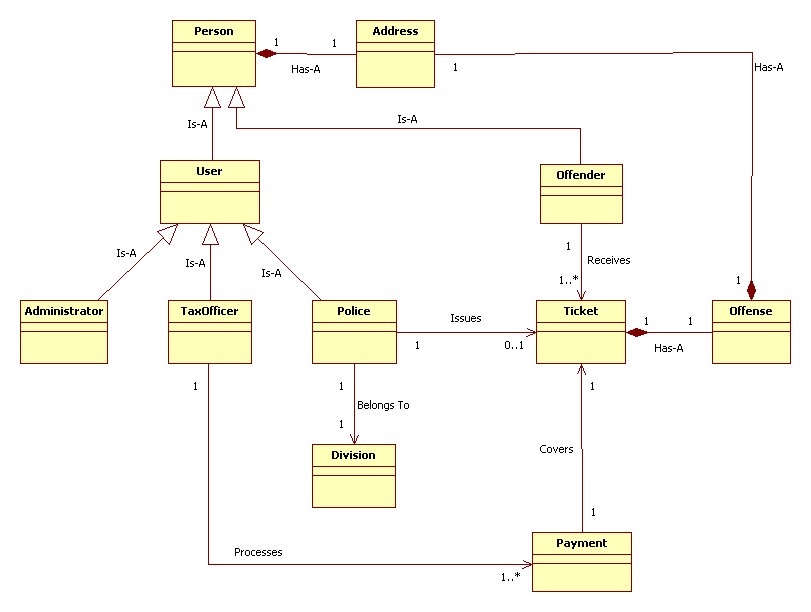 Person
1
1
Address
Has-A
1
Has-A
Is-A
Is-A
User
Offender
1
Receives
1..*
Is-A
Is-A
Is-A
1
Administrator
TaxOfficer
Police
Issues
1
0..1
Ticket
1
1
Has-A
Offense
1
1
1
Belongs To
1
Division
Covers
1
Payment
Processes
1..*